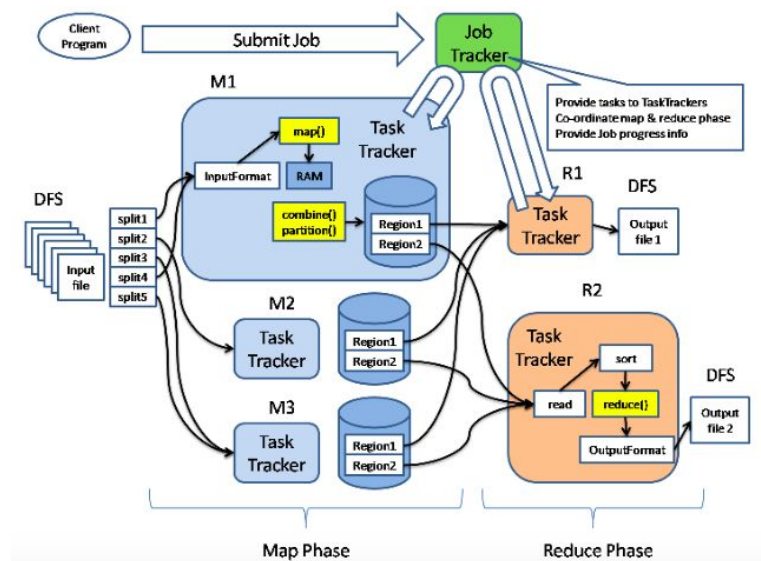 Client
Program
Submit Job
Job
Tracker
Provide tasks to TaskTrackers
Co-ordinate map & reduce phase
Provide Job progress info
M1
map()
Task
Tracker
InputFormat
RAM
combine()
partition()
Region1
Region2
DFS
Input
file
split1
split2
split3
split4
split5
M2
Task
Tracker
Region1
Region2
M3
Task
Tracker
Region1
Region2
R1
Task
Tracker
DFS
Output
file 1
R2
Task
Tracker
sort
read
reduce()
OutputFormat
DFS
Output
file 2
Map Phase
Reduce Phase